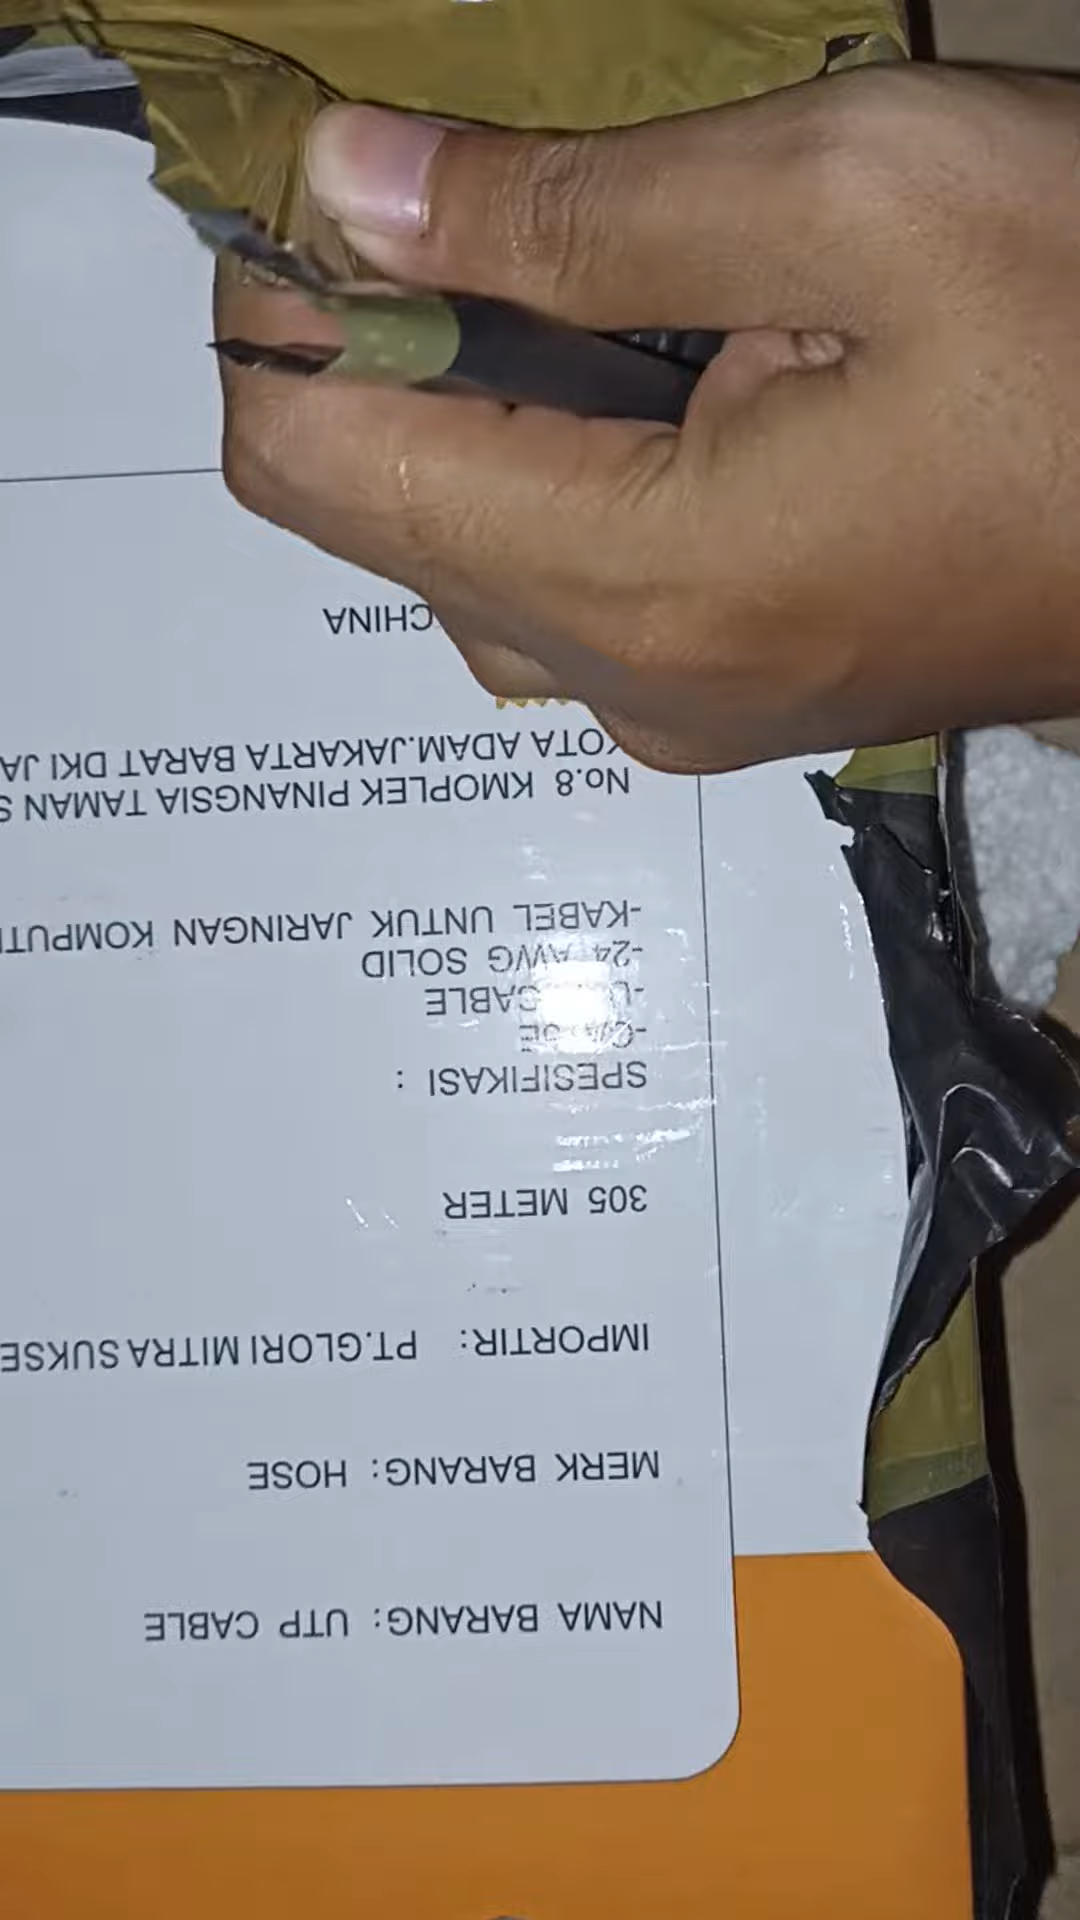 NAMA BARANG: UTP CABLE
MERK BARANG: HOSE
IMPORTIR: PT.GLORI MITRA SUKSE
305 METER
SPESIFIKASI :
CABLE
-24 AWG SOLID
-KABEL UNTUK JARINGAN KOMPUT
No.8 KMOPLEK PINANGSIA TAMAN S
KOTA ADAM.JAKARTA BARAT DKI JA
CHINA